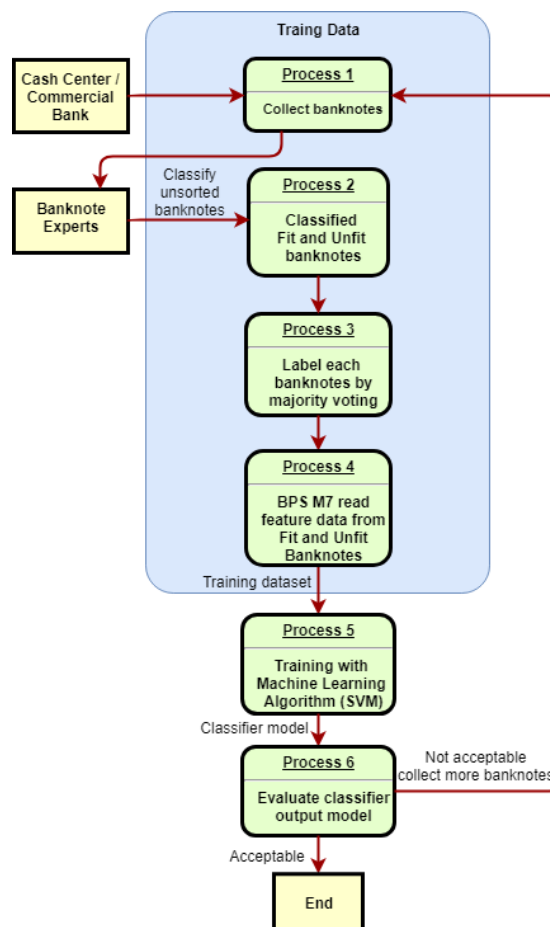 Traing Data
Cash Center /
Commercial
Bank
Process 1
Collect banknotes
Banknote
Experts
Classify
unsorted
banknotes
Process 2
Classified
Fit and Unfit
banknotes
Process 3
Label each
banknotes by
majority voting
Process 4
BPS M7 read
feature data from
Fit and Unfit
Banknotes
Training dataset
Process 5
Training with
Machine Learning
Algorithm (SVM)
Classifier model
Process 6
Evaluate classifier
output model
Not acceptable
collect more banknotes
Acceptable
End